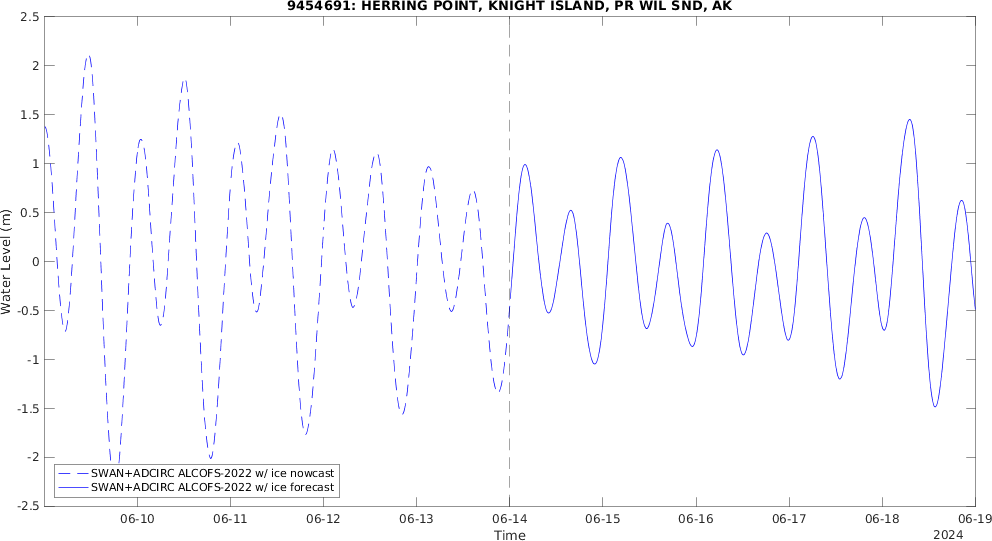 9454691: HERRING POINT, KNIGHT ISLAND, PR WIL SND, AK
2.5
2
1.5
1
0.5
0
-0.5
-1
-1.5
-2
-2.5
Water Level (m)
SWAN+ADCIRC ALCOFS-2022 w/ ice nowcast
SWAN+ADCIRC ALCOFS-2022 w/ ice forecast
06-10 06-11 06-12 06-13 06-14 06-15 06-16 06-17 06-18 06-19
Time
2024